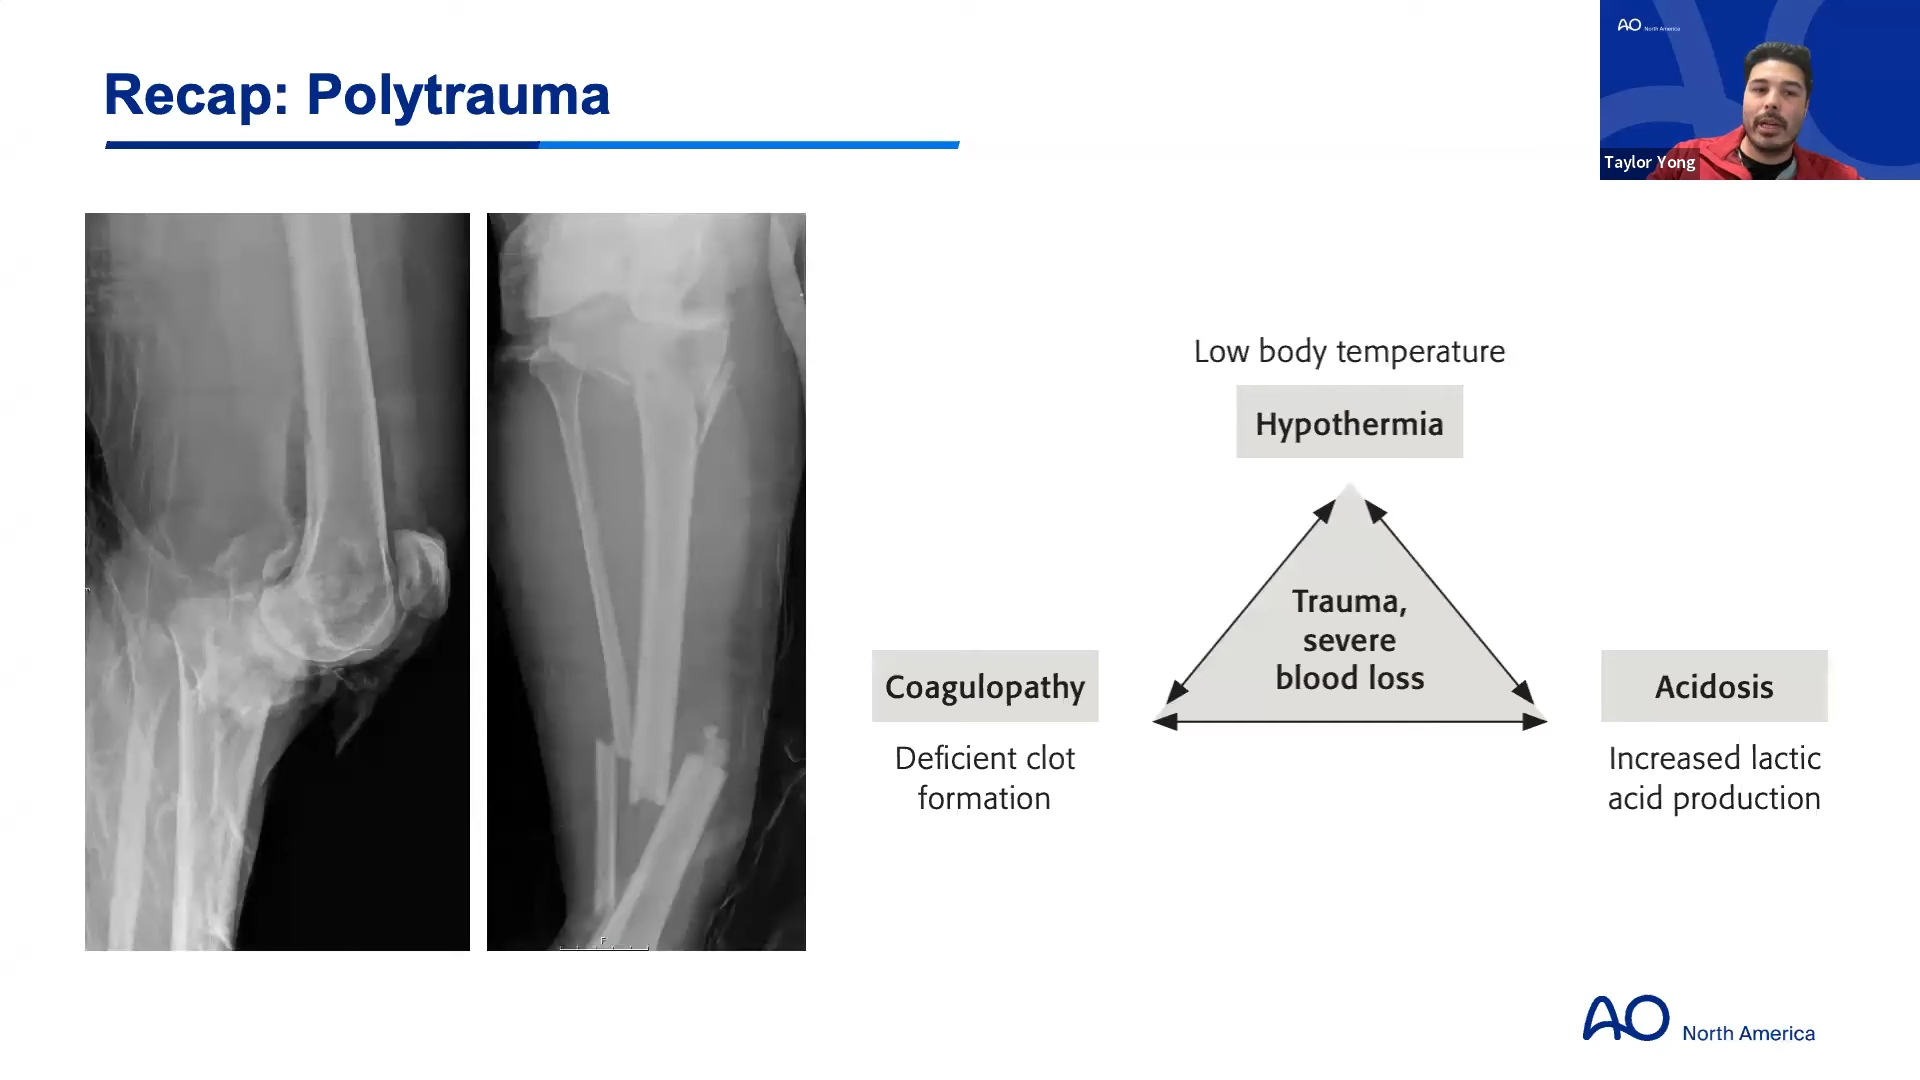 Recap: Polytrauma
AO North America
Taylor Yong
Low body temperature
Hypothermia
Trauma,
severe
blood loss
Coagulopathy
Deficient clot
formation
Acidosis
Increased lactic
acid production
F
AO North America